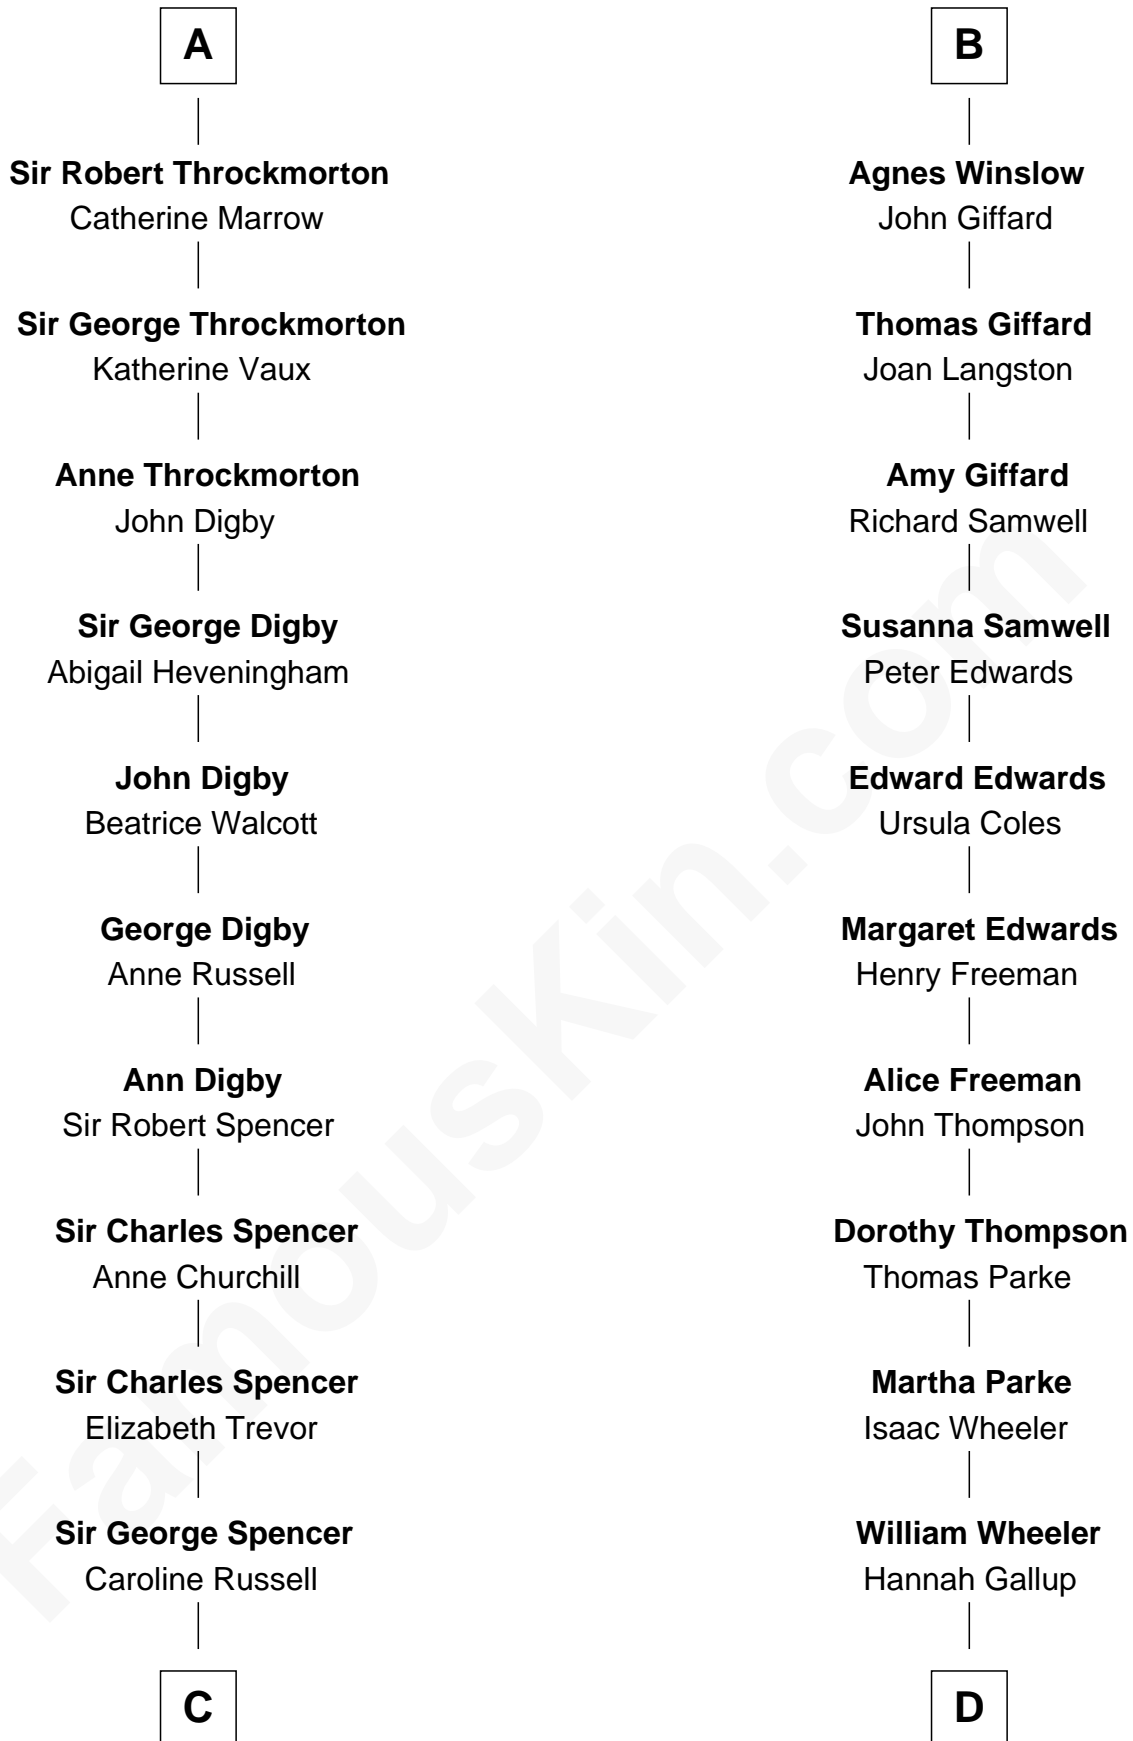 A
Sir Robert Throckmorton
Catherine Marrow
Sir George Throckmorton
Katherine Vaux
Anne Throckmorton
John Digby
Sir George Digby
Abigail Heveningham
John Digby
Beatrice Walcott
George Digby
Anne Russell
Ann Digby
Sir Robert Spencer
Sir Charles Spencer
Anne Churchill
Sir Charles Spencer
Elizabeth Trevor
Sir George Spencer
Caroline Russell
C
B
Agnes Winslow
John Giffard
Thomas Giffard
Joan Langston
Amy Giffard
Richard Samwell
Susanna Samwell
Peter Edwards
Edward Edwards
Ursula Coles
Margaret Edwards
Henry Freeman
Alice Freeman
John Thompson
Dorothy Thompson
Thomas Parke
Martha Parke
Isaac Wheeler
William Wheeler
Hannah Gallup
D
FamousKin.com